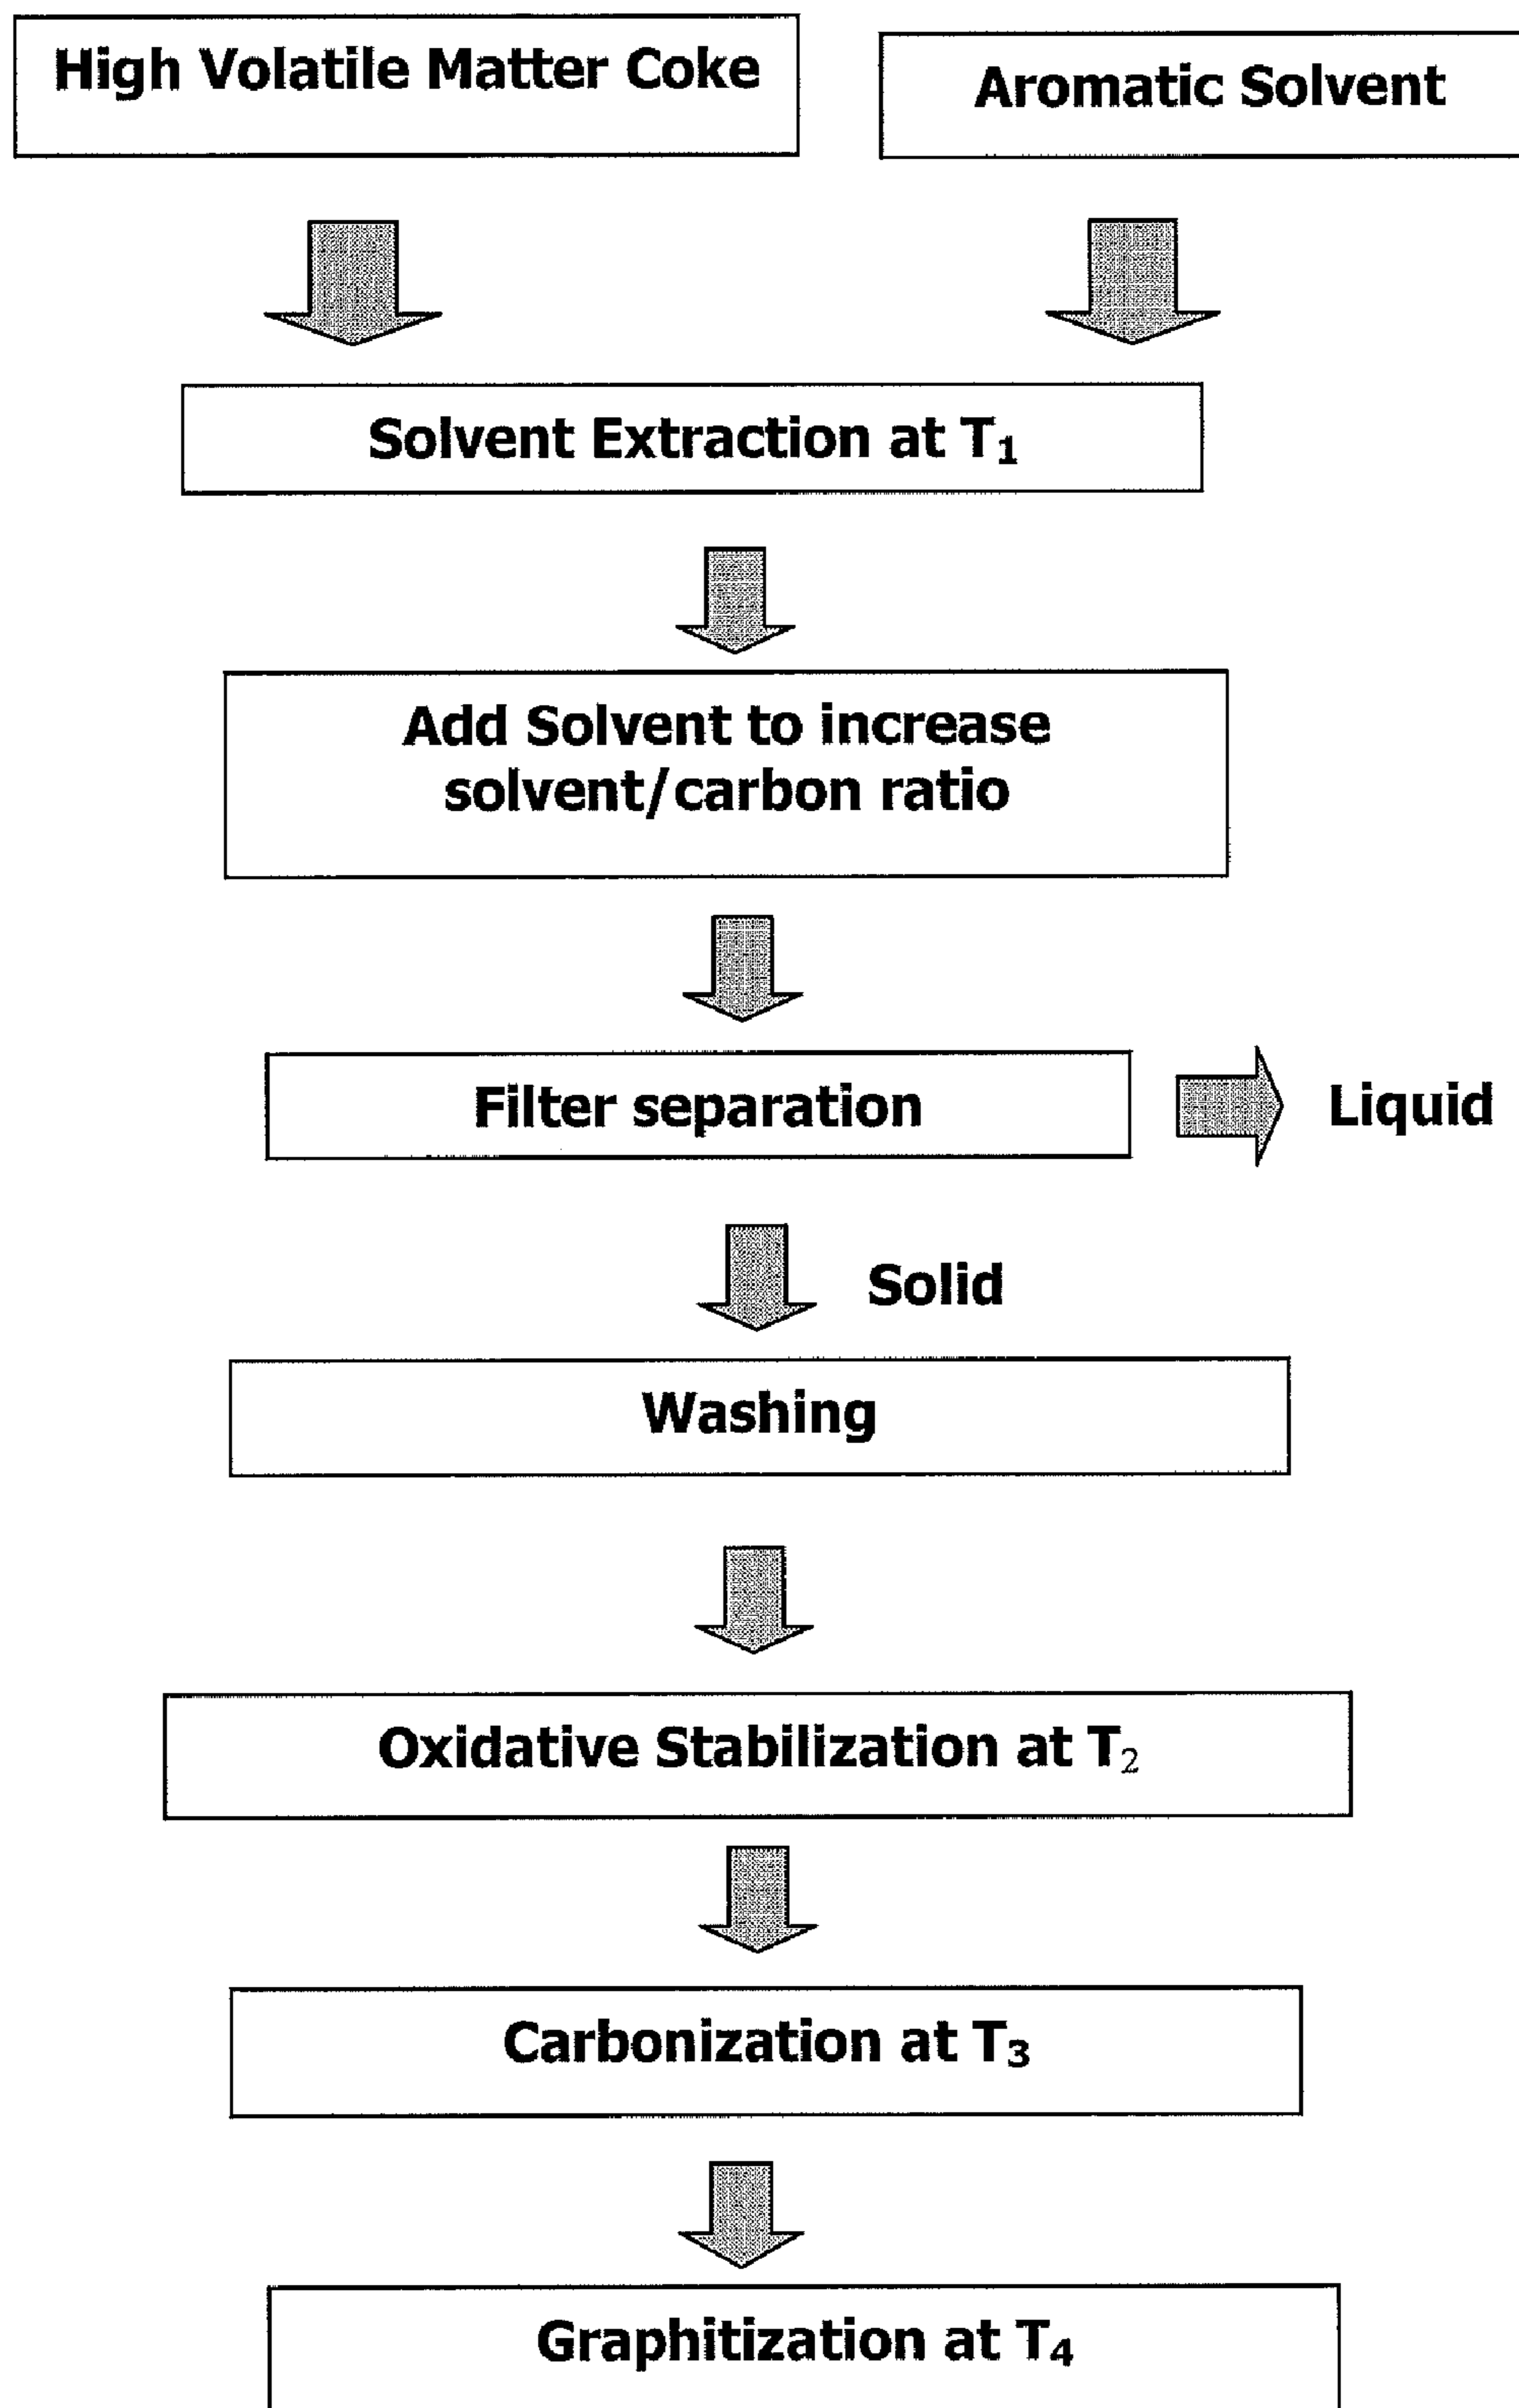 High Volatile Matter Coke
Aromatic Solvent
Solvent Extraction at T₁
Add Solvent to increase
solvent/carbon ratio
Filter separation
Liquid
Solid
Washing
Oxidative Stabilization at T₂
Carbonization at T₃
Graphitization at T₄